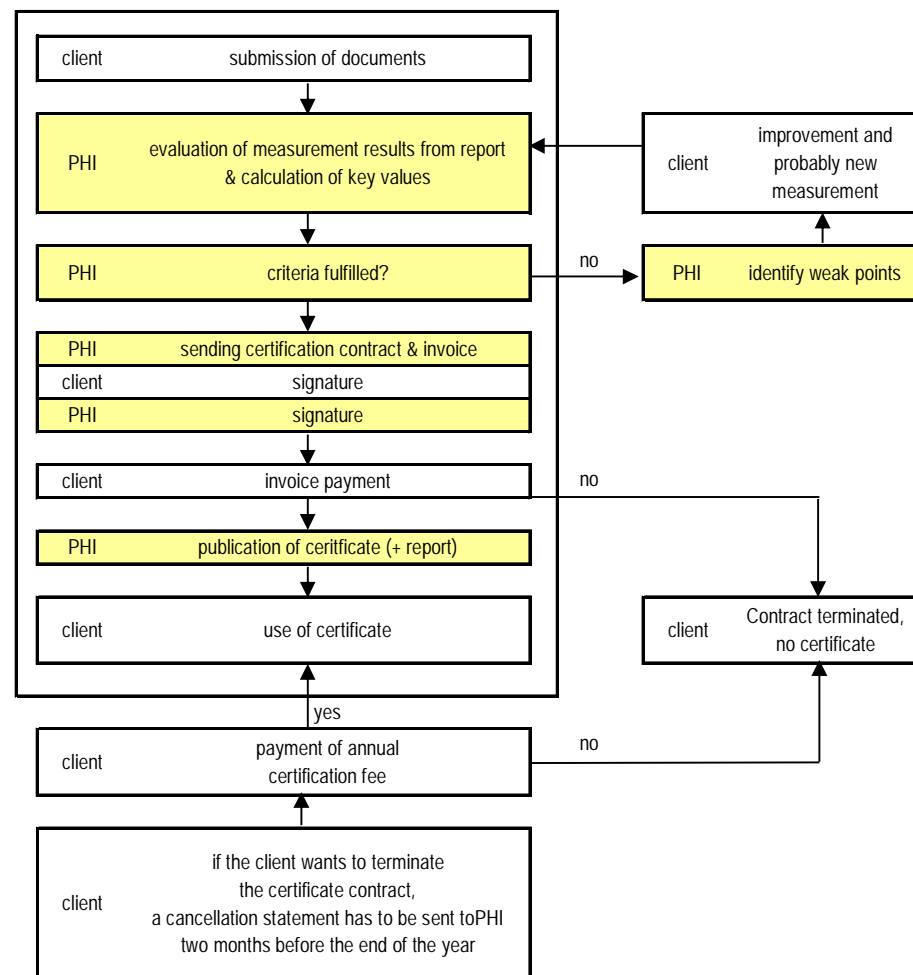 client submission of documents
PHI evaluation of measurement results from report
& calculation of key values
client improvement and
probably new
measurement
PHI criteria fulfilled?
no
PHI identify weak points
PHI sending certification contract & invoice
client signature
PHI signature
client invoice payment
no
PHI publication of ceritficate (+ report)
client use of certificate
client Contract terminated,
no certificate
yes
client payment of annual
certification fee
no
client if the client wants to terminate
the certificate contract,
a cancellation statement has to be sent toPHI
two months before the end of the year